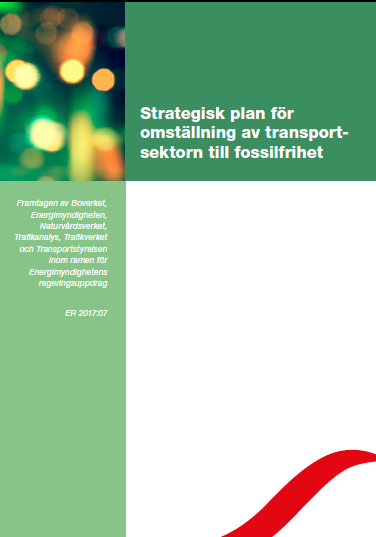 Strategisk plan för
omställning av transport-
sektorn till fossilfrihet
Framtagen av Boverket,
Energimyndigheten,
Naturvårdsverket,
Trafikanalys, Trafikverket
och Transportstyrelsen
inom ramen för
Energimyndighetens
regeringsuppdrag
ER 2017:07